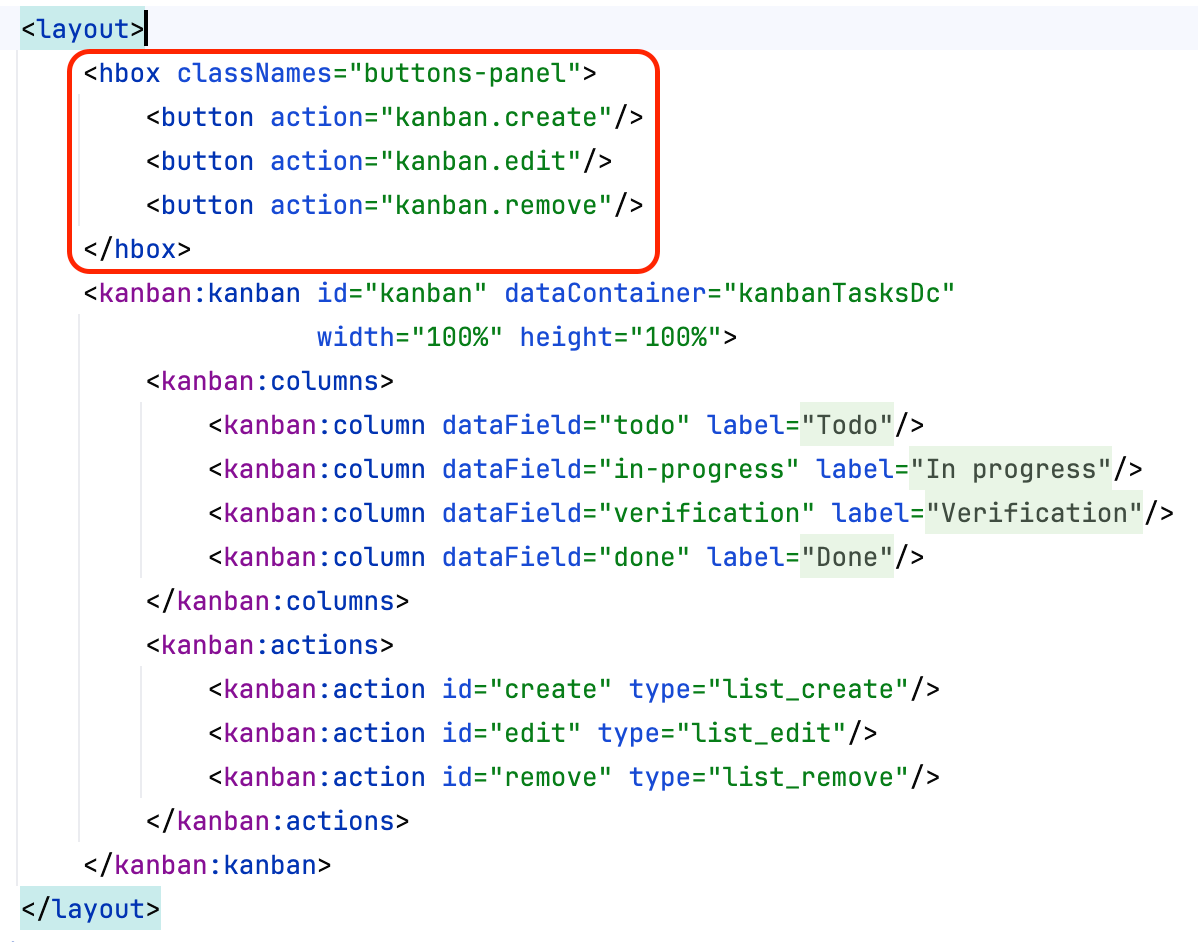 <layout>
    <hbox classNames="buttons-panel">
        <button action="kanban.create"/>
        <button action="kanban.edit"/>
        <button action="kanban.remove"/>
    </hbox>
    <kanban:kanban id="kanban" dataContainer="kanbanTasksDc"
                   width="100%" height="100%">
        <kanban:columns>
            <kanban:column dataField="todo" label="Todo"/>
            <kanban:column dataField="in-progress" label="In progress"/>
            <kanban:column dataField="verification" label="Verification"/>
            <kanban:column dataField="done" label="Done"/>
        </kanban:columns>
        <kanban:actions>
            <kanban:action id="create" type="list_create"/>
            <kanban:action id="edit" type="list_edit"/>
            <kanban:action id="remove" type="list_remove"/>
        </kanban:actions>
    </kanban:kanban>
</layout>